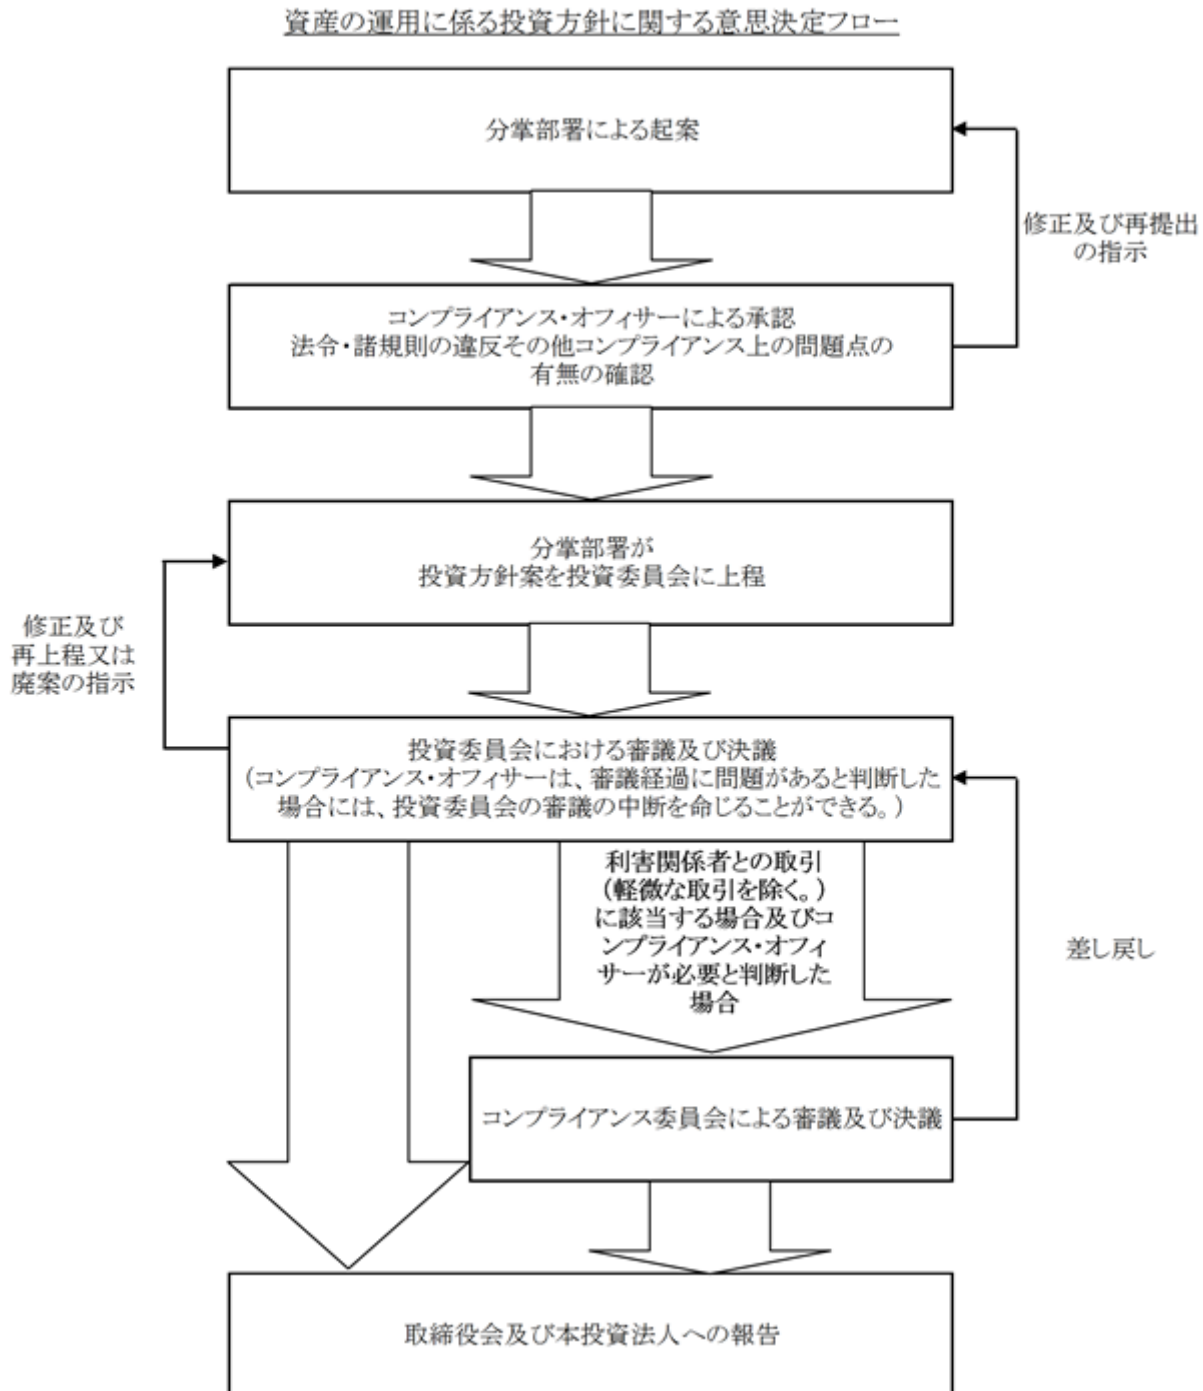 資産の運用に係る投資方針に関する意思決定フロー
分掌部署による起案
修正及び再提出
の指示
コンプライアンス・オフィサーによる承認
法令・諸規則の違反その他コンプライアンス上の問題点の
有無の確認
分掌部署が
投資方針案を投資委員会に上程
修正及び
再上程又は
廃案の指示
投資委員会における審議及び決議
(コンプライアンス・オフィサーは、審議経過に問題があると判断した
場合には、投資委員会の審議の中断を命じることができる。)
利害関係者との取引
(軽微な取引を除く。)
に該当する場合及びコ
ンプライアンス・オフィ
サーが必要と判断した
場合
差し戻し
コンプライアンス委員会による審議及び決議
取締役会及び本投資法人への報告